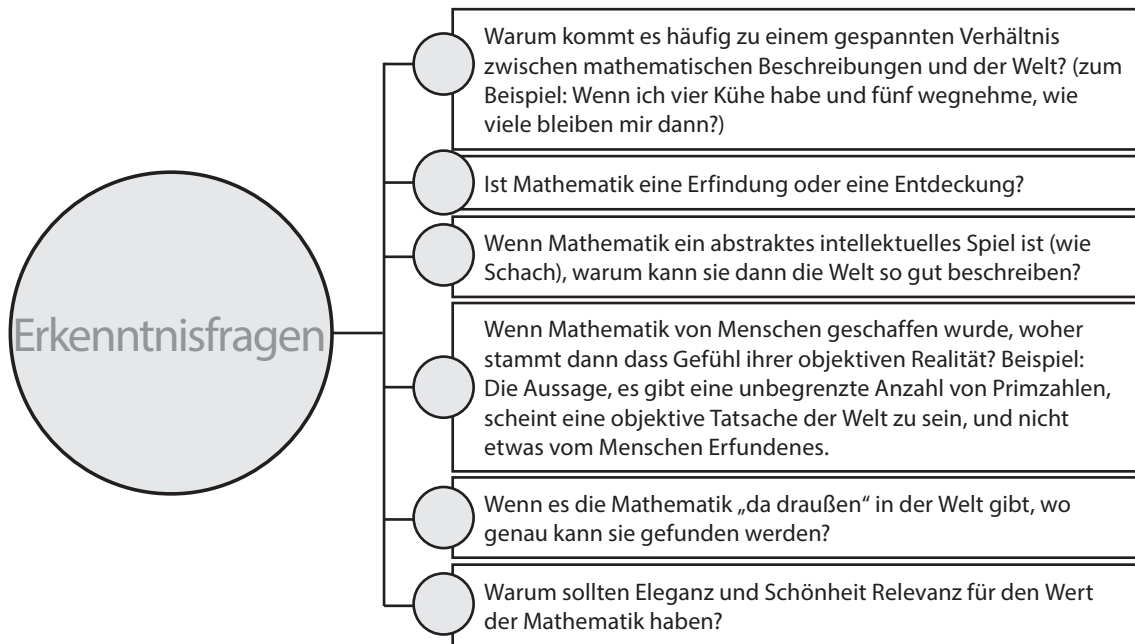 Erkenntnisfragen
Warum kommt es häufig zu einem gespannten Verhältnis
zwischen mathematischen Beschreibungen und der Welt? (zum
Beispiel: Wenn ich vier Kühe habe und fünf wegnehme, wie
viele bleiben mir dann?)
Ist Mathematik eine Erfindung oder eine Entdeckung?
Wenn Mathematik ein abstraktes intellektuelles Spiel ist (wie
Schach), warum kann sie dann die Welt so gut beschreiben?
Wenn Mathematik von Menschen geschaffen wurde, woher
stammt dann dass Gefühl ihrer objektiven Realität? Beispiel:
Die Aussage, es gibt eine unbegrenzte Anzahl von Primzahlen,
scheint eine objektive Tatsache der Welt zu sein, und nicht
etwas vom Menschen Erfundenes.
Wenn es die Mathematik „da draußen“ in der Welt gibt, wo
genau kann sie gefunden werden?
Warum sollten Eleganz und Schönheit Relevanz für den Wert
der Mathematik haben?